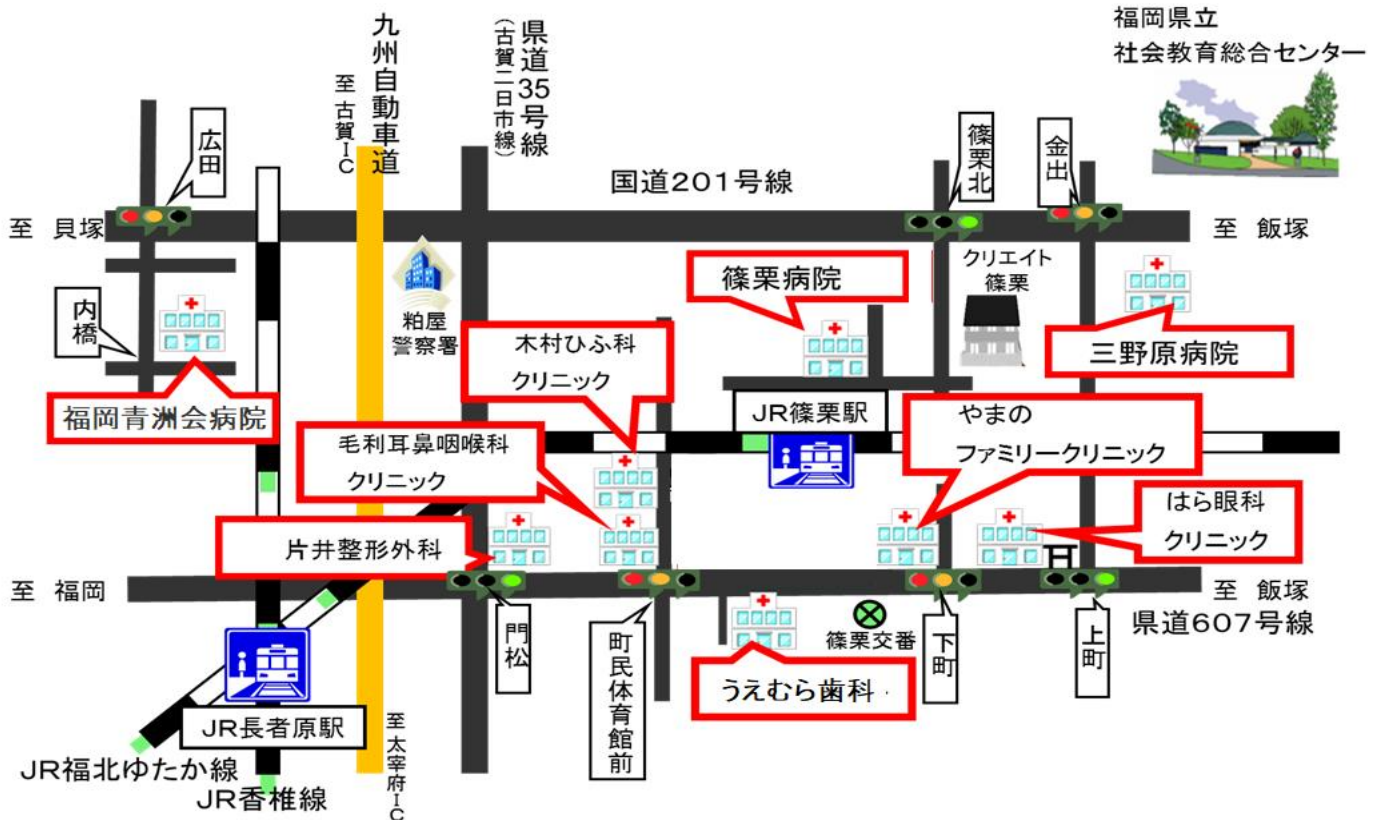 福岡県立
社会教育総合センター
九州自動車道
至 古賀IC
県道35号線
(古賀二日市線)
広田
篠栗北
金出
国道201号線
至 貝塚
至 飯塚
内橋
粕屋
警察署
篠栗病院
クリエイト
篠栗
木村ひふ科
クリニック
三野原病院
福岡青洲会病院
JR篠栗駅
やまの
ファミリークリニック
毛利耳鼻咽喉科
クリニック
はら眼科
クリニック
片井整形外科
至 福岡
至 飯塚
県道607号線
門松
町民体育館前
篠栗交番
下町
上町
うえむら歯科
JR長者原駅
至 太宰府IC
JR福北ゆたか線
JR香椎線